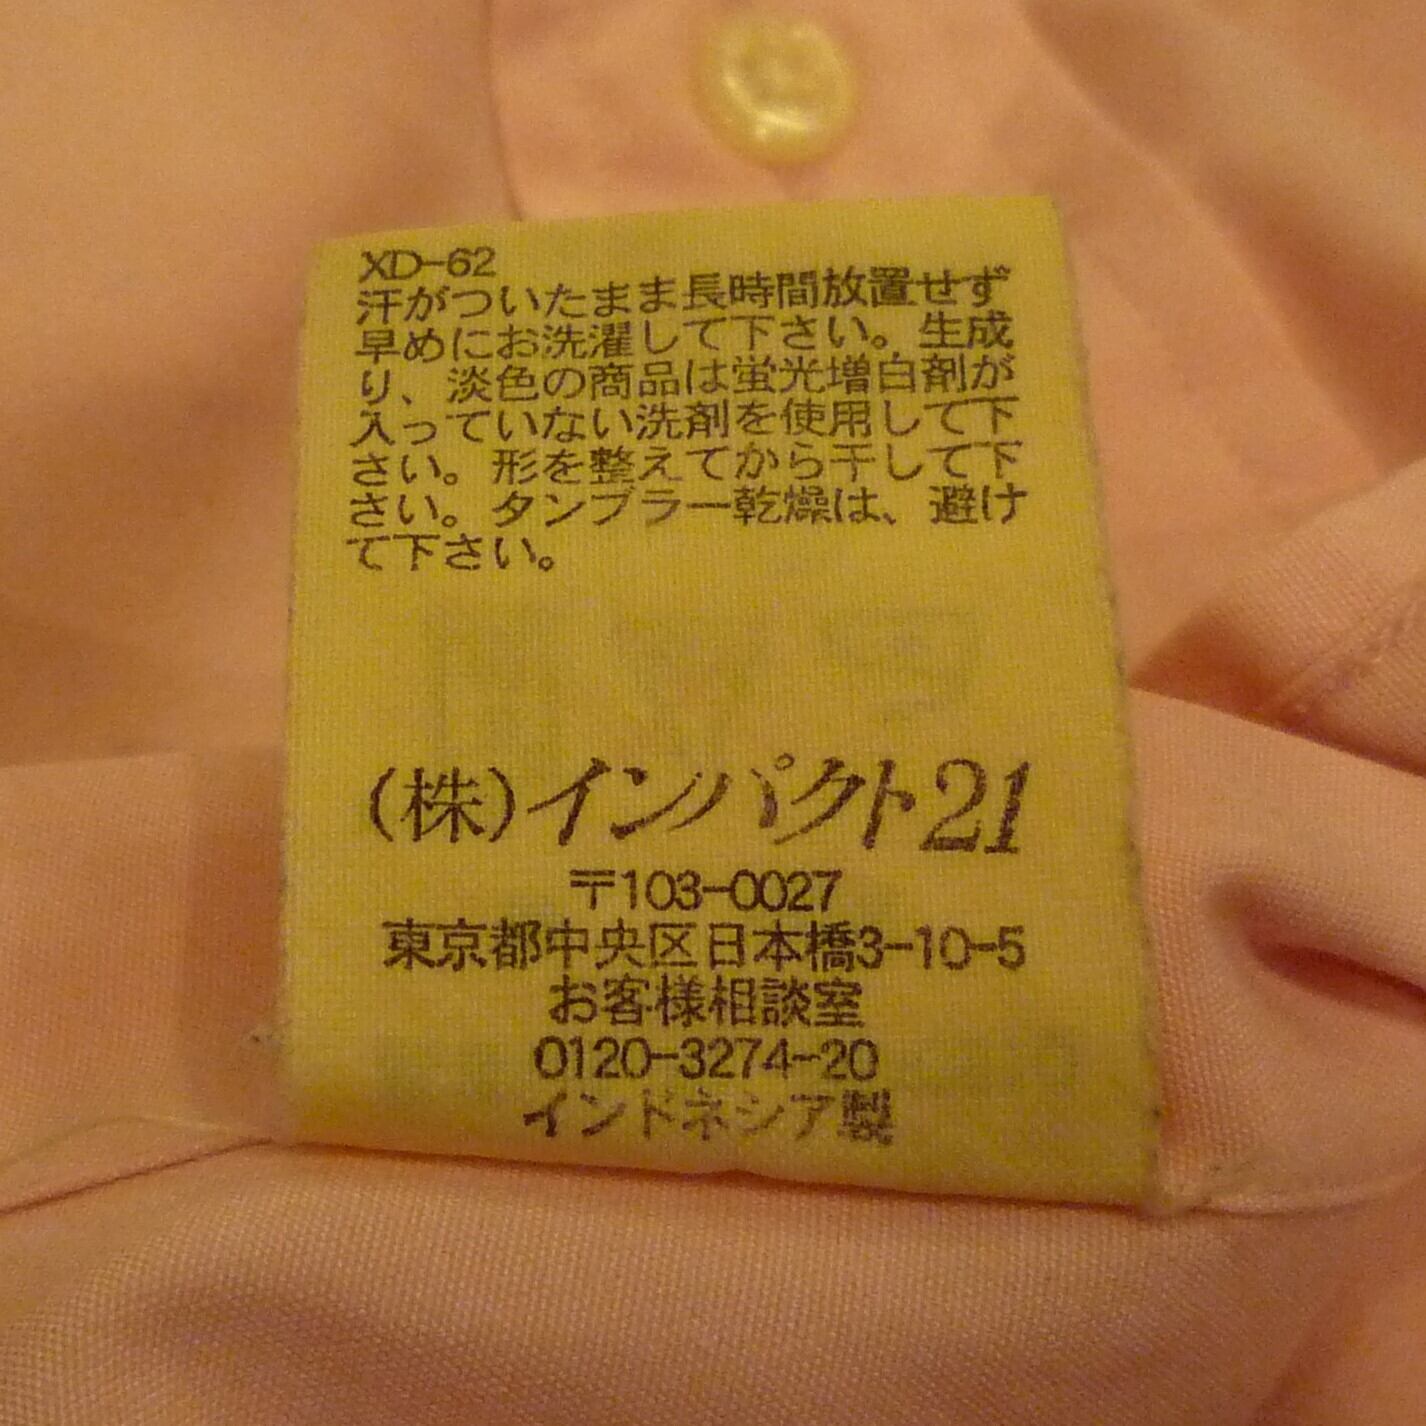 XD-62
汗がついたまま長時間放置せず
早めにお洗濯して下さい。生成
り、淡色の商品は蛍光増白剤が
入っていない洗剤を使用して下
さい。形を整えてから干して下
さい。タンブラー乾燥は、避け
て下さい。
(株)インパクト21
〒103-0027
東京都中央区日本橋3-10-5
お客様相談室
0120-3274-20
インドネシア製